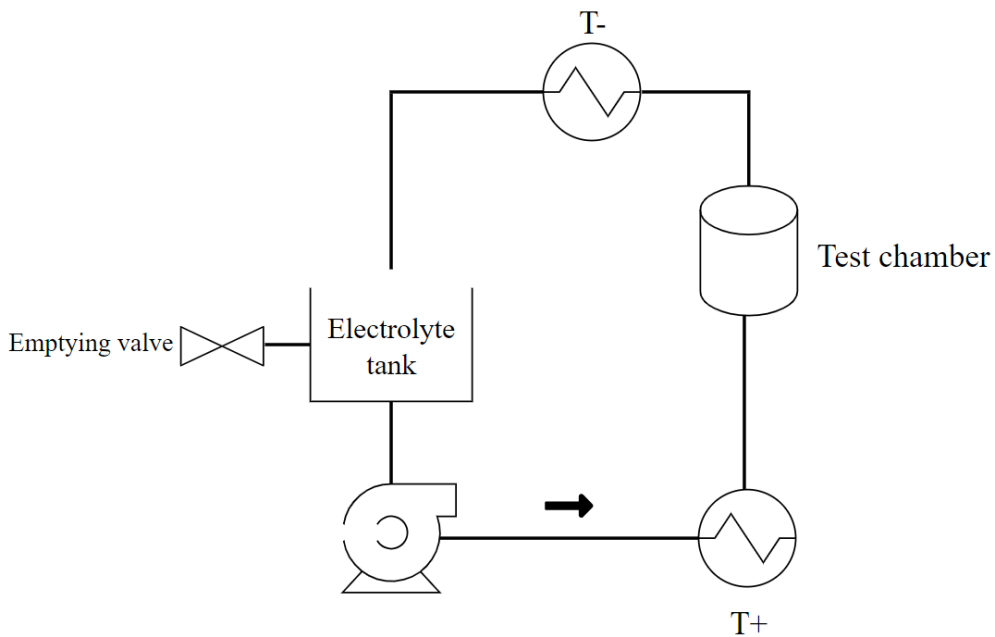 T-
Test chamber
Electrolyte
tank
Emptying valve
T+